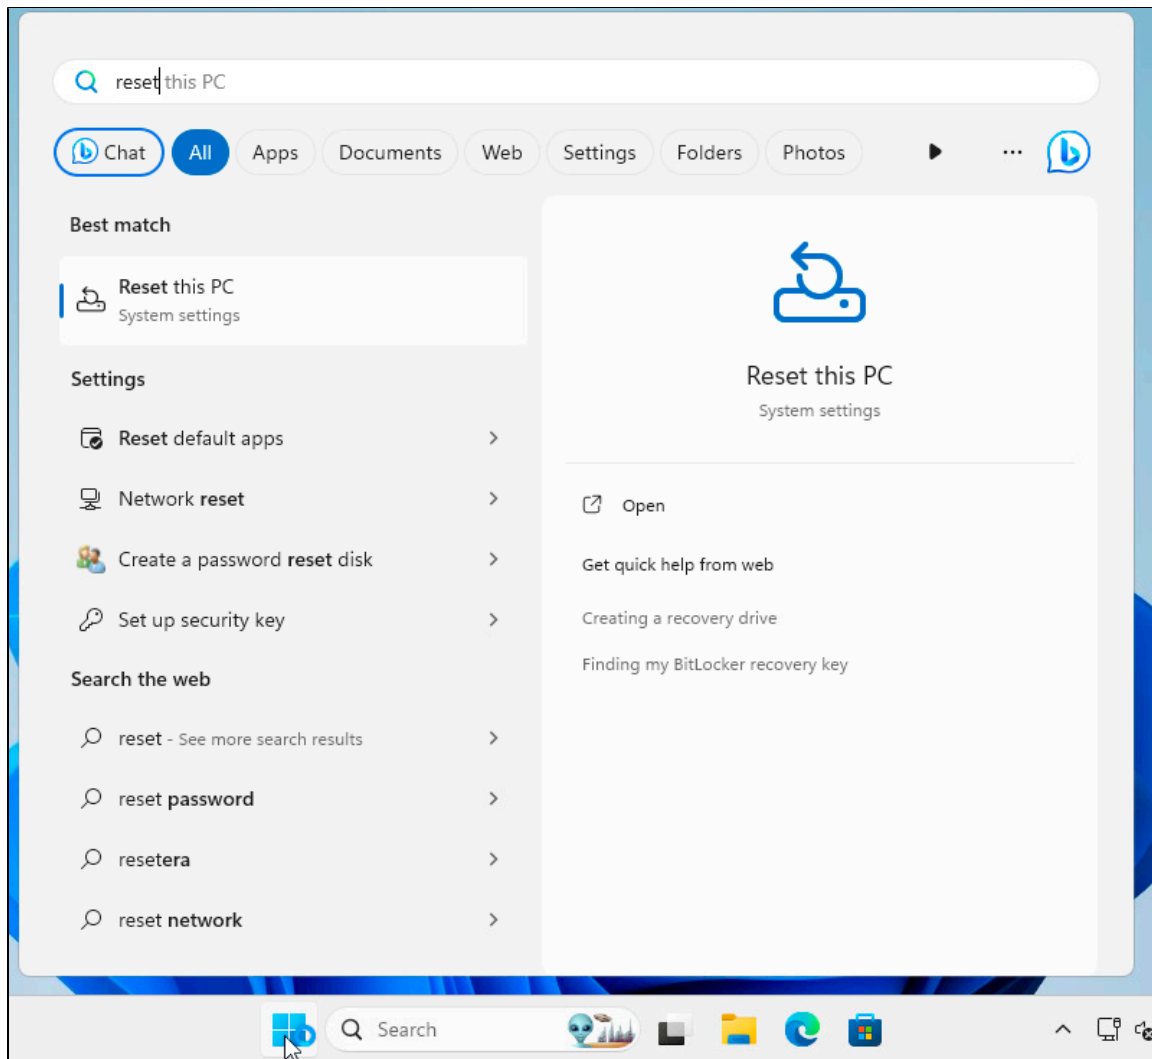 reset this PC
Chat All Apps Documents Web Settings Folders Photos ...
Best match
Reset this PC
System settings
Settings
Reset default apps
Network reset
Create a password reset disk
Set up security key
Search the web
reset - See more search results
reset password
resetera
reset network
Reset this PC
System settings
Open
Get quick help from web
Creating a recovery drive
Finding my BitLocker recovery key
Search